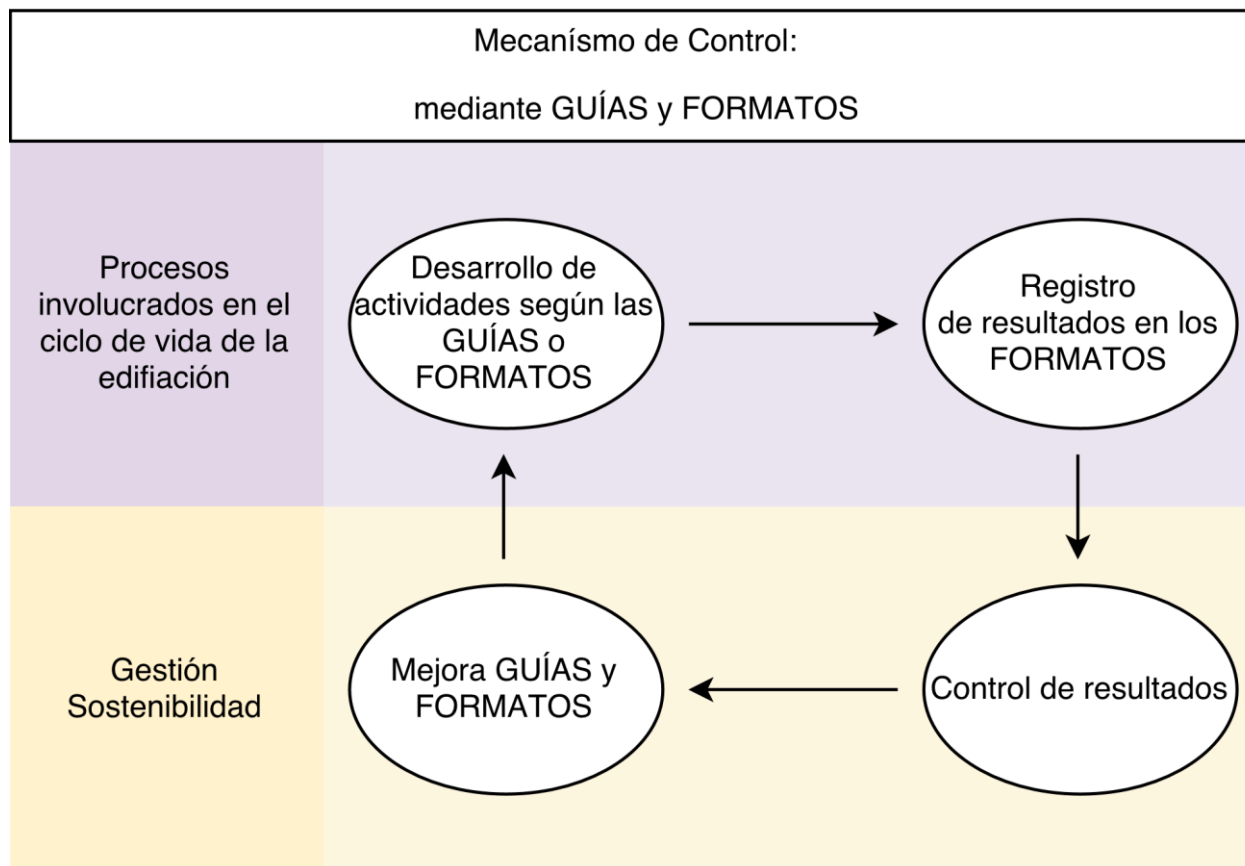 Mecanísmo de Control:
mediante GUÍAS y FORMATOS
Procesos
involucrados en el
ciclo de vida de la
edifiación
Desarrollo de
actividades según las
GUÍAS o
FORMATOS
Registro
de resultados en los
FORMATOS
Gestión
Sostenibilidad
Mejora GUÍAS y
FORMATOS
Control de resultados